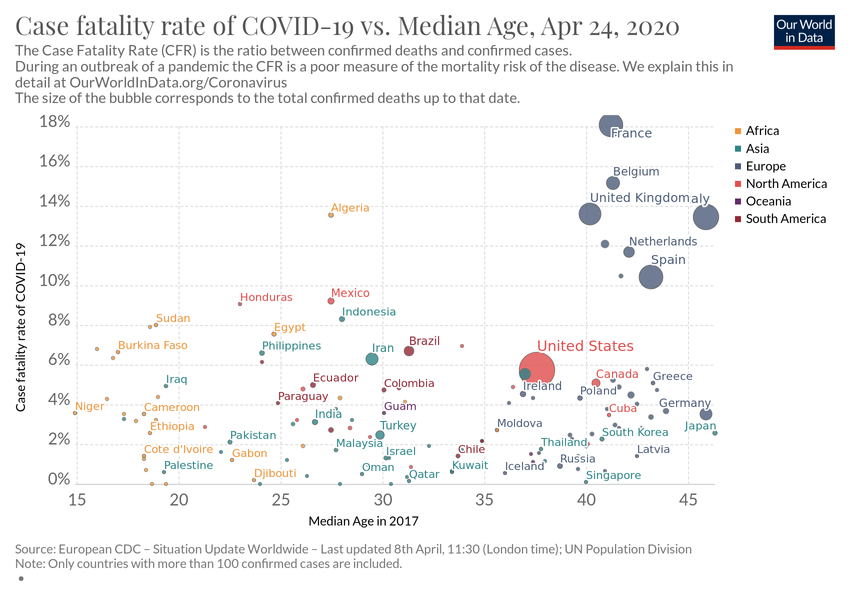 Case fatality rate of COVID-19 vs. Median Age, Apr 24, 2020
Our World
in Data
The Case Fatality Rate (CFR) is the ratio between confirmed deaths and confirmed cases.
During an outbreak of a pandemic the CFR is a poor measure of the mortality risk of the disease. We explain this in
detail at OurWorldInData.org/Coronavirus
The size of the bubble corresponds to the total confirmed deaths up to that date.
18%
16%
14%
12%
10%
8%
6%
4%
2%
0%
Case fatality rate of COVID-19
France
Belgium
United Kingdom
aly
Algeria
Netherlands
Spain
Honduras
Mexico
Indonesia
Sudan
Egypt
Burkina Faso
Philippines
Iran
Brazil
United States
Iraq
Ecuador
Colombia
Canada
Greece
Ireland
Poland
Paraguay
Niger
Cameroon
Guam
Cuba
Germany
Ethiopia
India
Turkey
Moldova
Japan
Pakistan
South Korea
Cote d'Ivoire
Gabon
Malaysia
Israel
Chile
Thailand
Latvia
Palestine
Djibouti
Oman
Qatar
Kuwait
Iceland
Russia
Singapore
15
20
25
30
35
40
45
Median Age in 2017
Africa
Asia
Europe
North America
Oceania
South America
Source: European CDC – Situation Update Worldwide – Last updated 8th April, 11:30 (London time); UN Population Division
Note: Only countries with more than 100 confirmed cases are included.